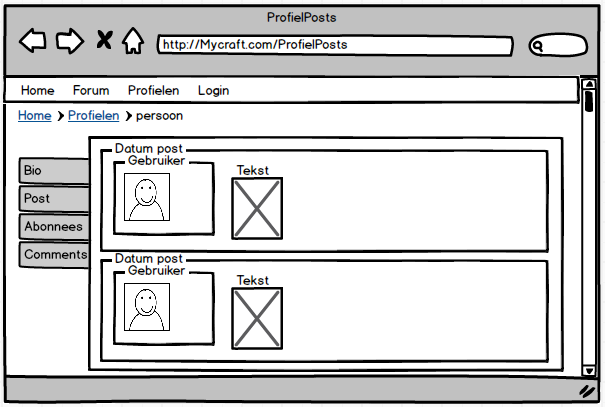 ProfielPosts
http://Mycraft.com/ProfielPosts
Home Forum Profielen Login
Home > Profielen > persoon
Bio
Post
Abonnees
Comments
Datum post
Gebruiker
Tekst
Datum post
Gebruiker
Tekst